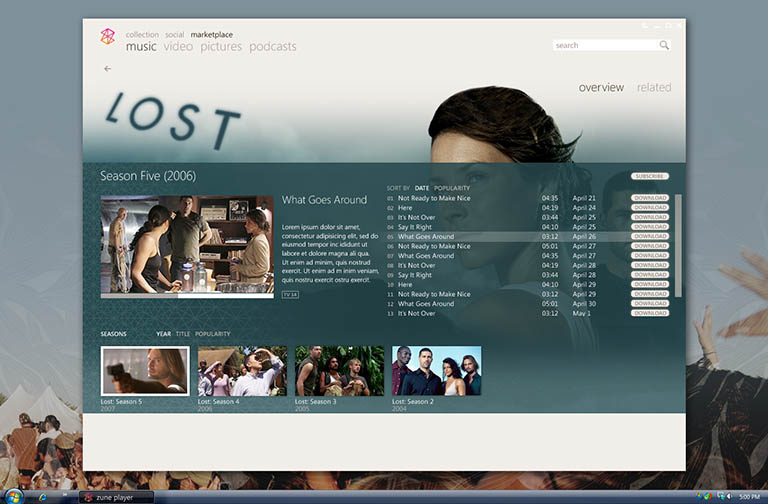 collection social marketplace
music video pictures podcasts
search
LOST
overview related
Season Five (2006)
SUBSCRIBE
SORT BY DATE POPULARITY
01 Not Ready to Make Nice 04:35 April 21 DOWNLOAD
02 Here 04:19 April 24 DOWNLOAD
03 It's Not Over 03:44 April 25 DOWNLOAD
04 Say It Right 04:10 April 25 DOWNLOAD
05 What Goes Around 03:12 April 26 DOWNLOAD
06 Not Ready to Make Nice 05:01 April 27 DOWNLOAD
07 What Goes Around 04:35 April 27 DOWNLOAD
08 It's Not Over 04:19 April 28 DOWNLOAD
05 Say It Right 03:44 April 28 DOWNLOAD
10 Here 04:10 April 29 DOWNLOAD
11 Not Ready to Make Nice 03:12 April 29 DOWNLOAD
12 What Goes Around 05:01 April 30 DOWNLOAD
13 It's Not Over 03:12 May 1 DOWNLOAD
What Goes Around
Lorem ipsum dolor sit amet,
consectetur adipisicing elit, sed do
eiusmod tempor inc ididunt ut
labore et dolore magna ali qua.
Ut enim ad minim, quis nostrud
exercit. Ut enim ad m inim veniam,
quis nostru exercit ostru exercit.
TV 14
SEASONS YEAR TITLE POPULARITY
Lost: Season 5
2007
Lost: Season 4
2006
Lost: Season 3
2005
Lost: Season 2
2004
zune player
5:00 PM